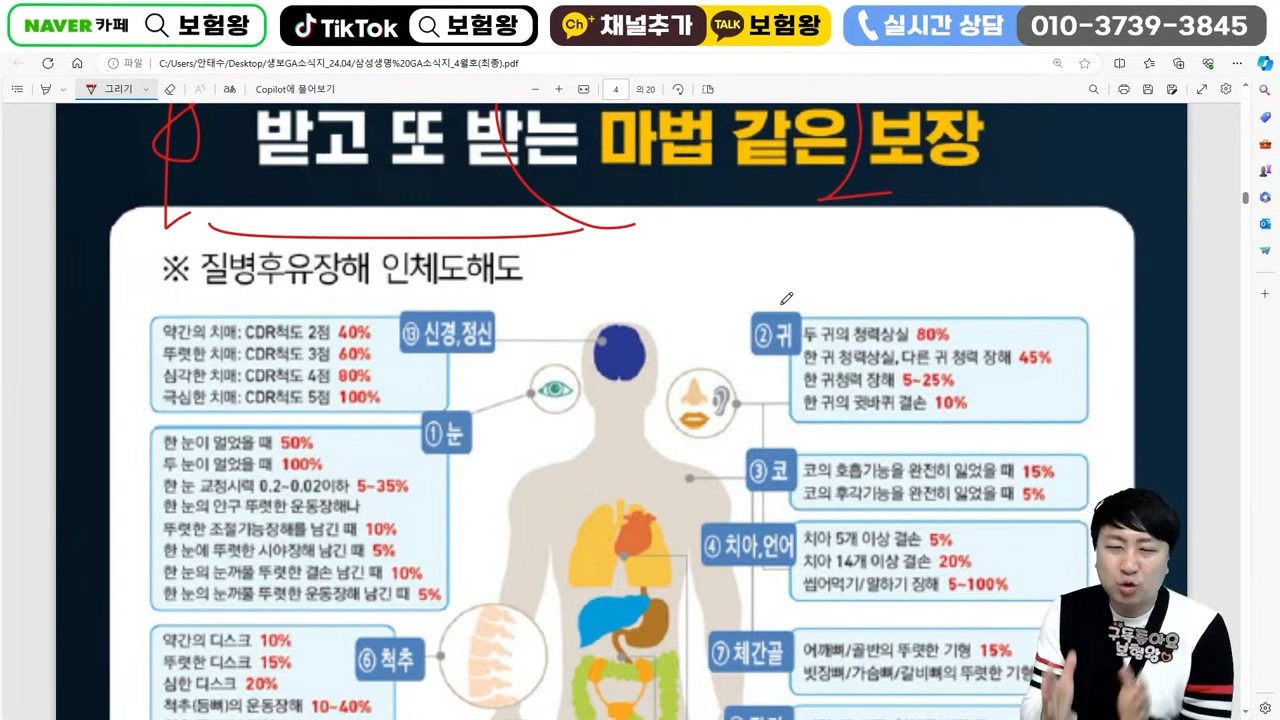 NAVER 카페 보험왕
TikTok 보험왕
Ch+ 채널추가 TALK 보험왕
실시간 상담 010-3739-3845
파일 C:/Users/안태수/Desktop/생보GA소식지_24.04/삼성생명%20GA소식지_4월호(최종).pdf
그리기 Copilot에 물어보기 4 의 20
받고 또 받는 마법 같은 보장
※ 질병후유장해 인체도해도
⑬ 신경,정신
약간의 치매: CDR척도 2점 40%
뚜렷한 치매: CDR척도 3점 60%
심각한 치매: CDR척도 4점 80%
극심한 치매: CDR척도 5점 100%
① 눈
한 눈이 멀었을 때 50%
두 눈이 멀었을 때 100%
한 눈 교정시력 0.2~0.02이하 5~35%
한 눈의 안구 뚜렷한 운동장해나
뚜렷한 조절기능장해를 남긴 때 10%
한 눈에 뚜렷한 시야장해 남긴 때 5%
한 눈의 눈꺼풀 뚜렷한 결손 남긴 때 10%
한 눈의 눈꺼풀 뚜렷한 운동장해 남긴 때 5%
⑥ 척추
약간의 디스크 10%
뚜렷한 디스크 15%
심한 디스크 20%
척추(등뼈)의 운동장해 10~40%
② 귀
두 귀의 청력상실 80%
한 귀 청력상실, 다른 귀 청력 장해 45%
한 귀청력 장해 5~25%
한 귀의 귓바퀴 결손 10%
③ 코
코의 호흡기능을 완전히 잃었을 때 15%
코의 후각기능을 완전히 잃었을 때 5%
④ 치아,언어
치아 5개 이상 결손 5%
치아 14개 이상 결손 20%
씹어먹기/말하기 장해 5~100%
⑦ 체간골
어깨뼈/골반의 뚜렷한 기형 15%
빗장뼈/가슴뼈/갈비뼈의 뚜렷한 기형
구독좋아요
보험왕